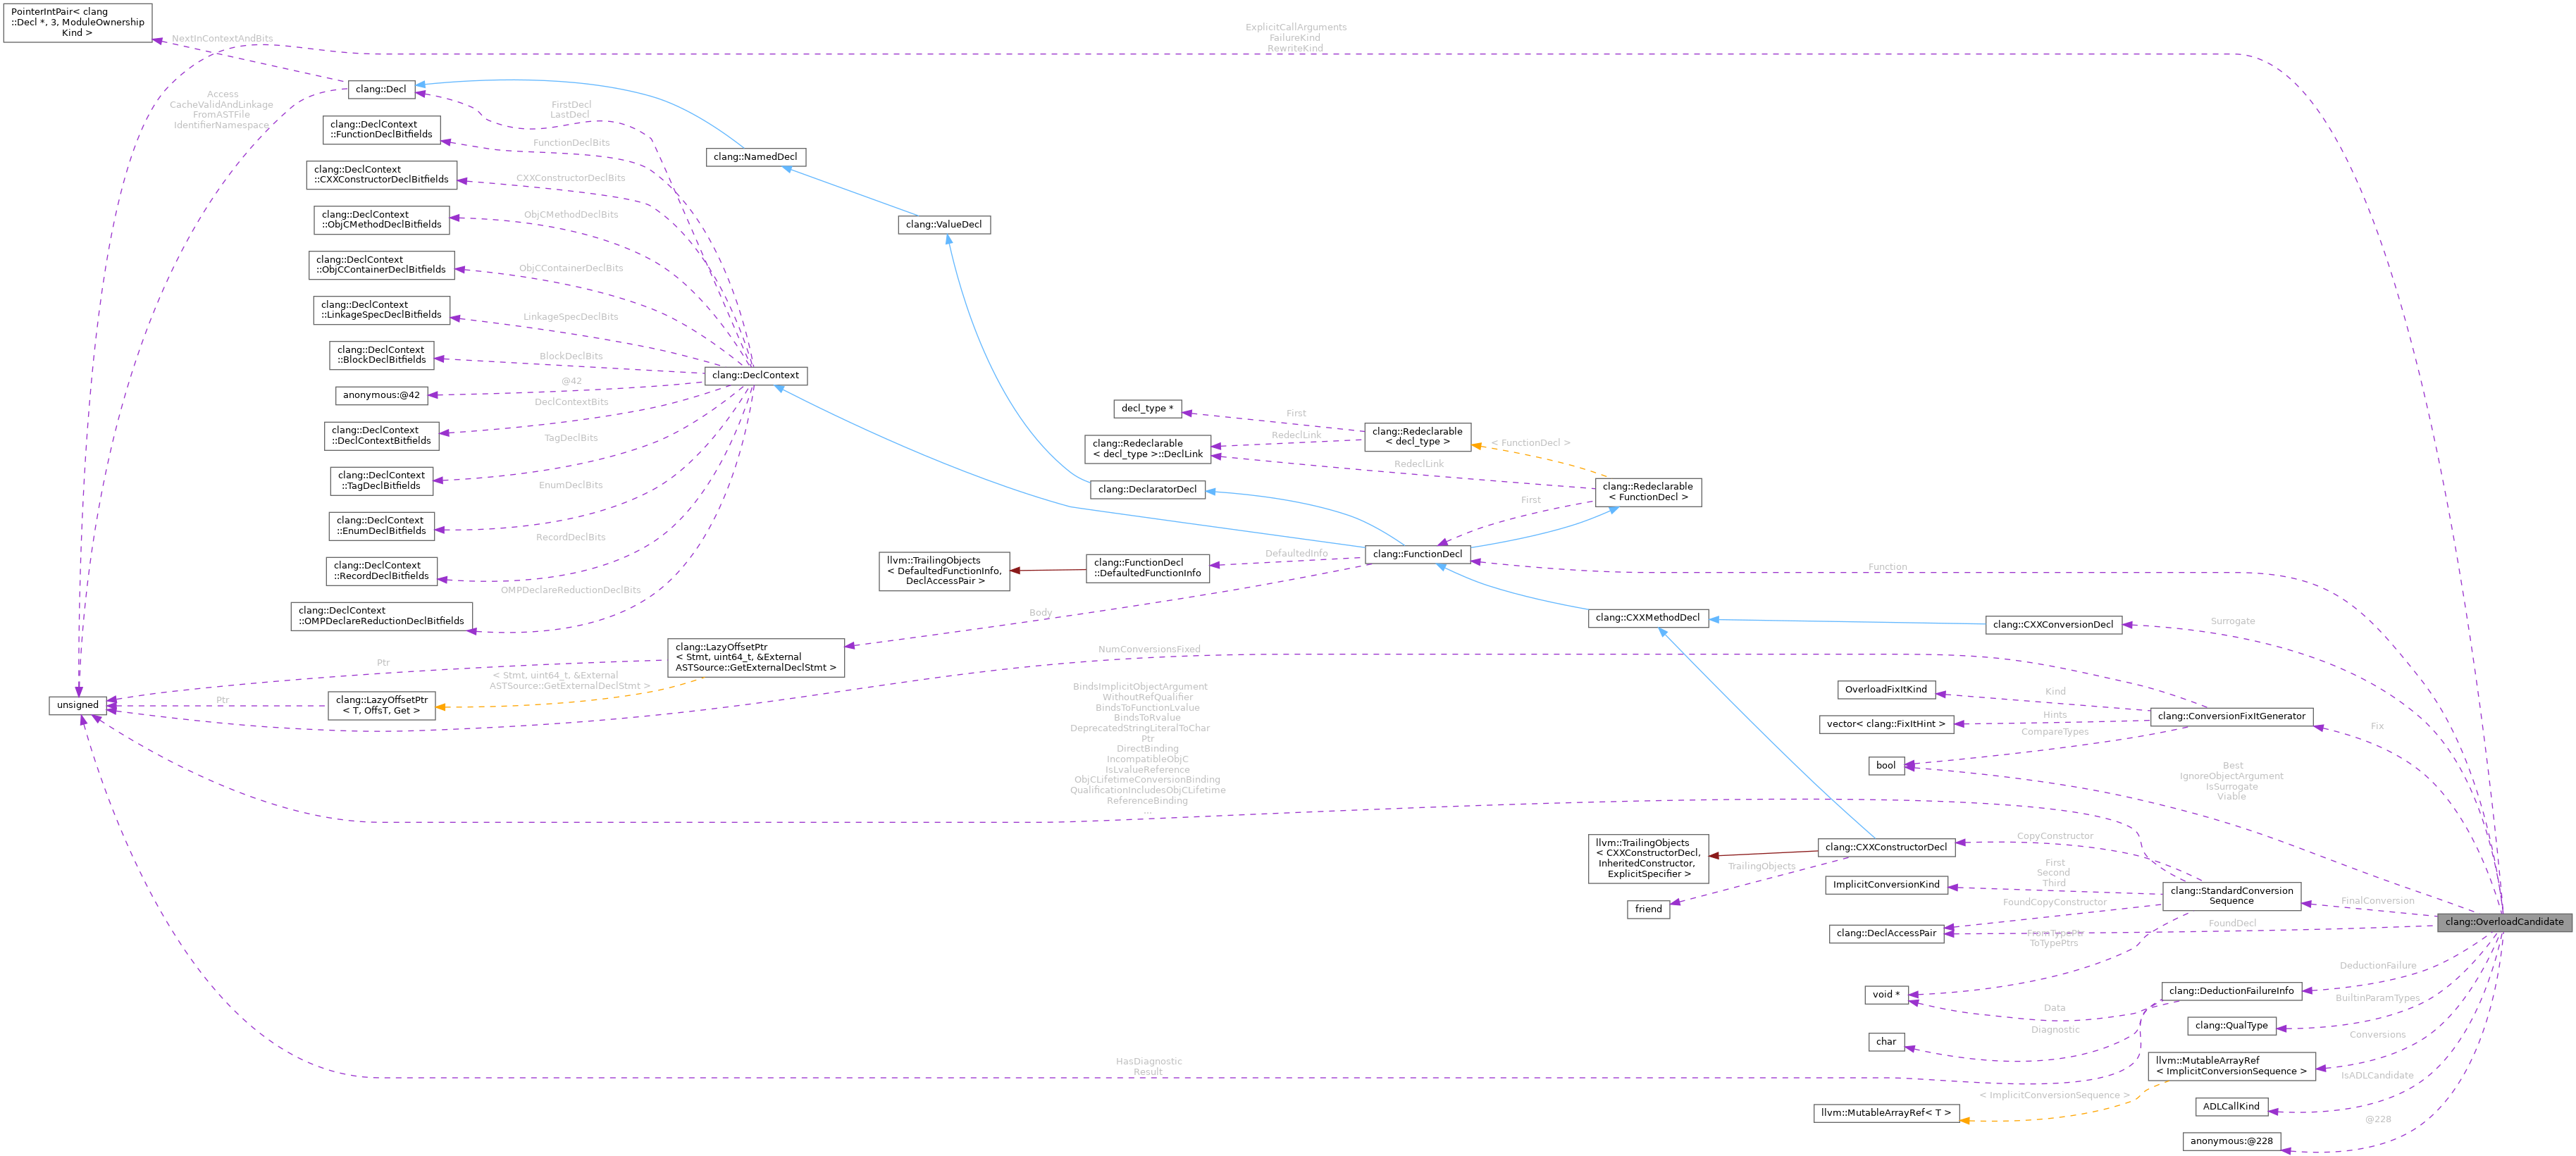 PointerIntPair< clang
::Decl *, 3, ModuleOwnership
Kind >
NextInContextAndBits
ExplicitCallArguments
FailureKind
RewriteKind
clang::Decl
Access
CacheValidAndLinkage
FromASTFile
IdentifierNamespace
FirstDecl
LastDecl
clang::DeclContext
::FunctionDeclBitfields
FunctionDeclBits
clang::NamedDecl
clang::DeclContext
::CXXConstructorDeclBitfields
CXXConstructorDeclBits
clang::DeclContext
::ObjCMethodDeclBitfields
ObjCMethodDeclBits
clang::ValueDecl
clang::DeclContext
::ObjCContainerDeclBitfields
ObjCContainerDeclBits
clang::DeclContext
::LinkageSpecDeclBitfields
LinkageSpecDeclBits
clang::DeclContext
::BlockDeclBitfields
BlockDeclBits
clang::DeclContext
anonymous:@42
@42
clang::DeclContext
::DeclContextBitfields
DeclContextBits
clang::DeclContext
::TagDeclBitfields
TagDeclBits
clang::DeclContext
::EnumDeclBitfields
EnumDeclBits
clang::DeclContext
::RecordDeclBitfields
RecordDeclBits
clang::DeclContext
::OMPDeclareReductionDeclBitfields
OMPDeclareReductionDeclBits
decl_type *
First
clang::Redeclarable
< decl_type >::DeclLink
RedeclLink
clang::Redeclarable
< decl_type >
< FunctionDecl >
RedeclLink
clang::DeclaratorDecl
clang::Redeclarable
< FunctionDecl >
First
llvm::TrailingObjects
< DefaultedFunctionInfo,
DeclAccessPair >
clang::FunctionDecl
::DefaultedFunctionInfo
DefaultedInfo
clang::FunctionDecl
Function
Body
clang::CXXMethodDecl
clang::CXXConversionDecl
Surrogate
clang::LazyOffsetPtr
< Stmt, uint64_t, &External
ASTSource::GetExternalDeclStmt >
Ptr
< Stmt, uint64_t, &External
ASTSource::GetExternalDeclStmt >
NumConversionsFixed
unsigned
Ptr
clang::LazyOffsetPtr
< T, OffsT, Get >
BindsImplicitObjectArgument
WithoutRefQualifier
BindsToFunctionLvalue
BindsToRvalue
DeprecatedStringLiteralToChar
Ptr
DirectBinding
IncompatibleObjC
IsLvalueReference
ObjCLifetimeConversionBinding
QualificationIncludesObjCLifetime
ReferenceBinding
...
OverloadFixItKind
Kind
vector< clang::FixItHint >
Hints
clang::ConversionFixItGenerator
Fix
CompareTypes
bool
Best
IgnoreObjectArgument
IsSurrogate
Viable
llvm::TrailingObjects
< CXXConstructorDecl,
InheritedConstructor,
ExplicitSpecifier >
clang::CXXConstructorDecl
CopyConstructor
TrailingObjects
friend
ImplicitConversionKind
First
Second
Third
clang::StandardConversion
Sequence
FinalConversion
FoundCopyConstructor
clang::DeclAccessPair
FoundDecl
clang::OverloadCandidate
FromTypePtr
ToTypePtrs
void *
DeductionFailure
clang::DeductionFailureInfo
Data
BuiltinParamTypes
clang::QualType
char
Diagnostic
Conversions
HasDiagnostic
Result
llvm::MutableArrayRef
< ImplicitConversionSequence >
IsADLCandidate
< ImplicitConversionSequence >
llvm::MutableArrayRef< T >
ADLCallKind
@228
anonymous:@228